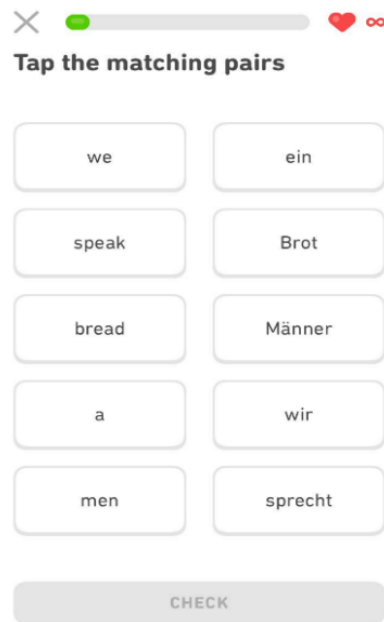 ∞
Tap the matching pairs
we ein
speak Brot
bread Männer
a wir
men sprecht
CHECK